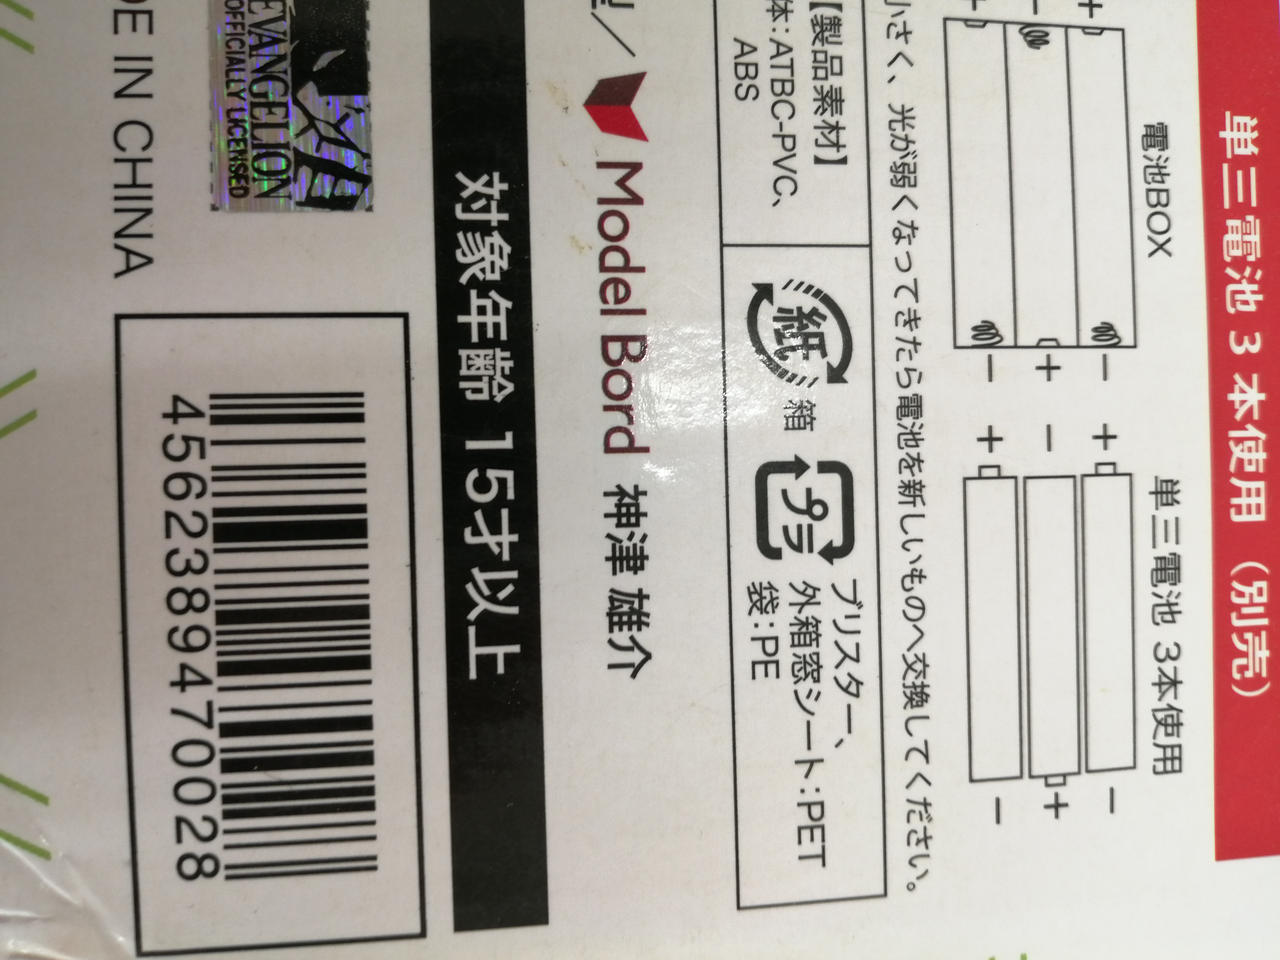 単三電池 3 本使用 (別売)
電池BOX
+ − +
− + −
+ − +
単三電池 3本使用
− + −
小さく、光が弱くなってきたら電池を新しいものへ交換してください。
【製品素材】
体:ATBC-PVC、
ABS
紙
箱
プラ
ブリスター、
外箱窓シート:PET
袋:PE
型/ Model Bord 神津 雄介
対象年齢 15才以上
EVANGELION
OFFICIALLY LICENSED
DE IN CHINA
4562389470028